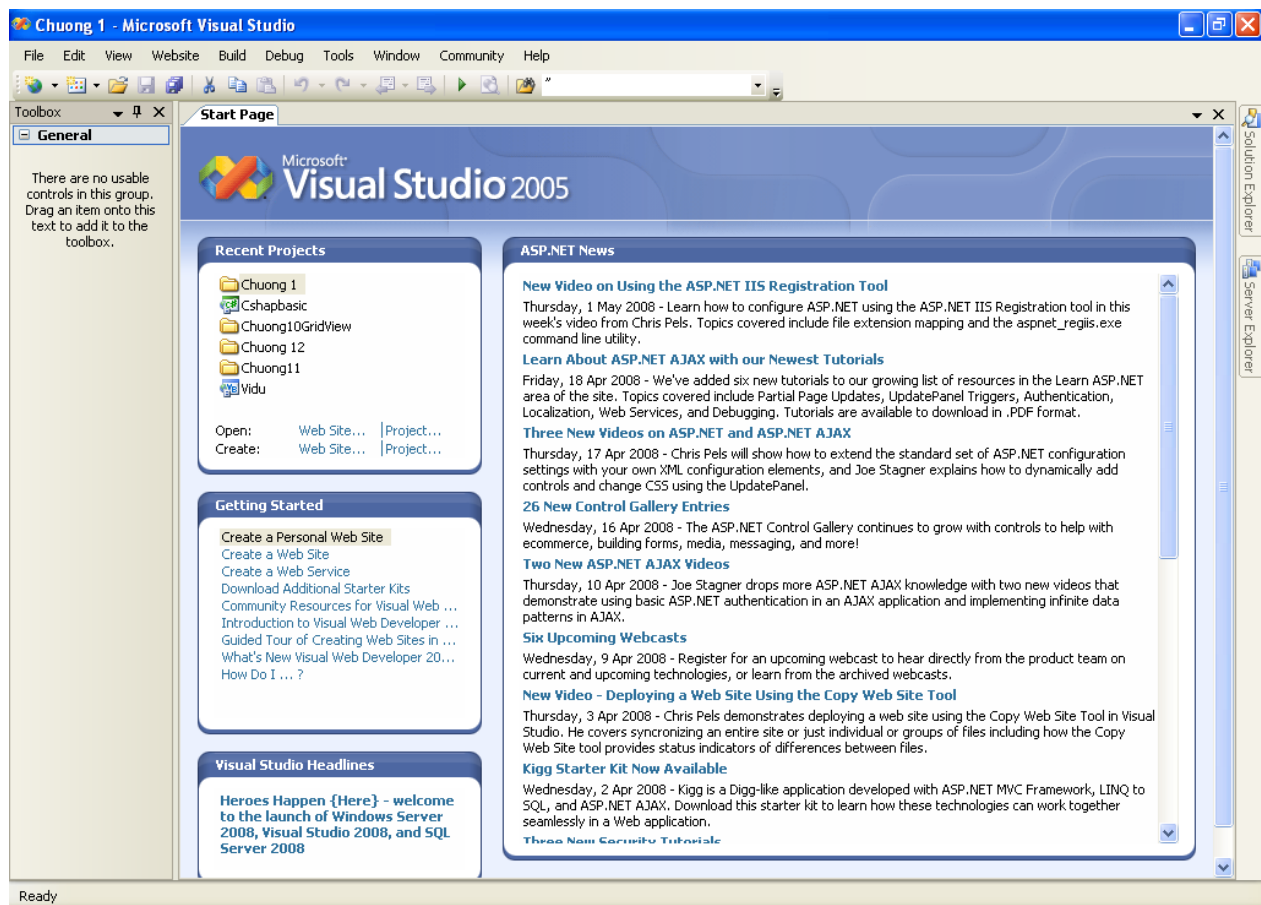 Chuong 1 - Microsoft Visual Studio
File Edit View Website Build Debug Tools Window Community Help
"
Toolbox
General
There are no usable
controls in this group.
Drag an item onto this
text to add it to the
toolbox.
Start Page
Microsoft
Visual Studio 2005
Recent Projects
Chuong 1
Cshapbasic
Chuong10GridView
Chuong 12
Chuong11
Vidu
Open: Web Site... |Project...
Create: Web Site... |Project...
Getting Started
Create a Personal Web Site
Create a Web Site
Create a Web Service
Download Additional Starter Kits
Community Resources for Visual Web ...
Introduction to Visual Web Developer ...
Guided Tour of Creating Web Sites in ...
What's New Visual Web Developer 20...
How Do I ... ?
Visual Studio Headlines
Heroes Happen {Here} - welcome
to the launch of Windows Server
2008, Visual Studio 2008, and SQL
Server 2008
ASP.NET News
New Video on Using the ASP.NET IIS Registration Tool
Thursday, 1 May 2008 - Learn how to configure ASP.NET using the ASP.NET IIS Registration tool in this
week's video from Chris Pels. Topics covered include file extension mapping and the aspnet_regiis.exe
command line utility.
Learn About ASP.NET AJAX with our Newest Tutorials
Friday, 18 Apr 2008 - We've added six new tutorials to our growing list of resources in the Learn ASP.NET
area of the site. Topics covered include Partial Page Updates, UpdatePanel Triggers, Authentication,
Localization, Web Services, and Debugging. Tutorials are available to download in .PDF format.
Three New Videos on ASP.NET and ASP.NET AJAX
Thursday, 17 Apr 2008 - Chris Pels will show how to extend the standard set of ASP.NET configuration
settings with your own XML configuration elements, and Joe Stagner explains how to dynamically add
controls and change CSS using the UpdatePanel.
26 New Control Gallery Entries
Wednesday, 16 Apr 2008 - The ASP.NET Control Gallery continues to grow with controls to help with
ecommerce, building forms, media, messaging, and more!
Two New ASP.NET AJAX Videos
Thursday, 10 Apr 2008 - Joe Stagner drops more ASP.NET AJAX knowledge with two new videos that
demonstrate using basic ASP.NET authentication in an AJAX application and implementing infinite data
patterns in AJAX.
Six Upcoming Webcasts
Wednesday, 9 Apr 2008 - Register for an upcoming webcast to hear directly from the product team on
current and upcoming technologies, or learn from the archived webcasts.
New Video - Deploying a Web Site Using the Copy Web Site Tool
Thursday, 3 Apr 2008 - Chris Pels demonstrates deploying a web site using the Copy Web Site Tool in Visual
Studio. He covers syncronizing an entire site or just individual or groups of files including how the Copy
Web Site tool provides status indicators of differences between files.
Kigg Starter Kit Now Available
Wednesday, 2 Apr 2008 - Kigg is a Digg-like application developed with ASP.NET MVC Framework, LINQ to
SQL, and ASP.NET AJAX. Download this starter kit to learn how these technologies can work together
seamlessly in a Web application.
Three New Security Tutorials
Solution Explorer
Server Explorer
Ready